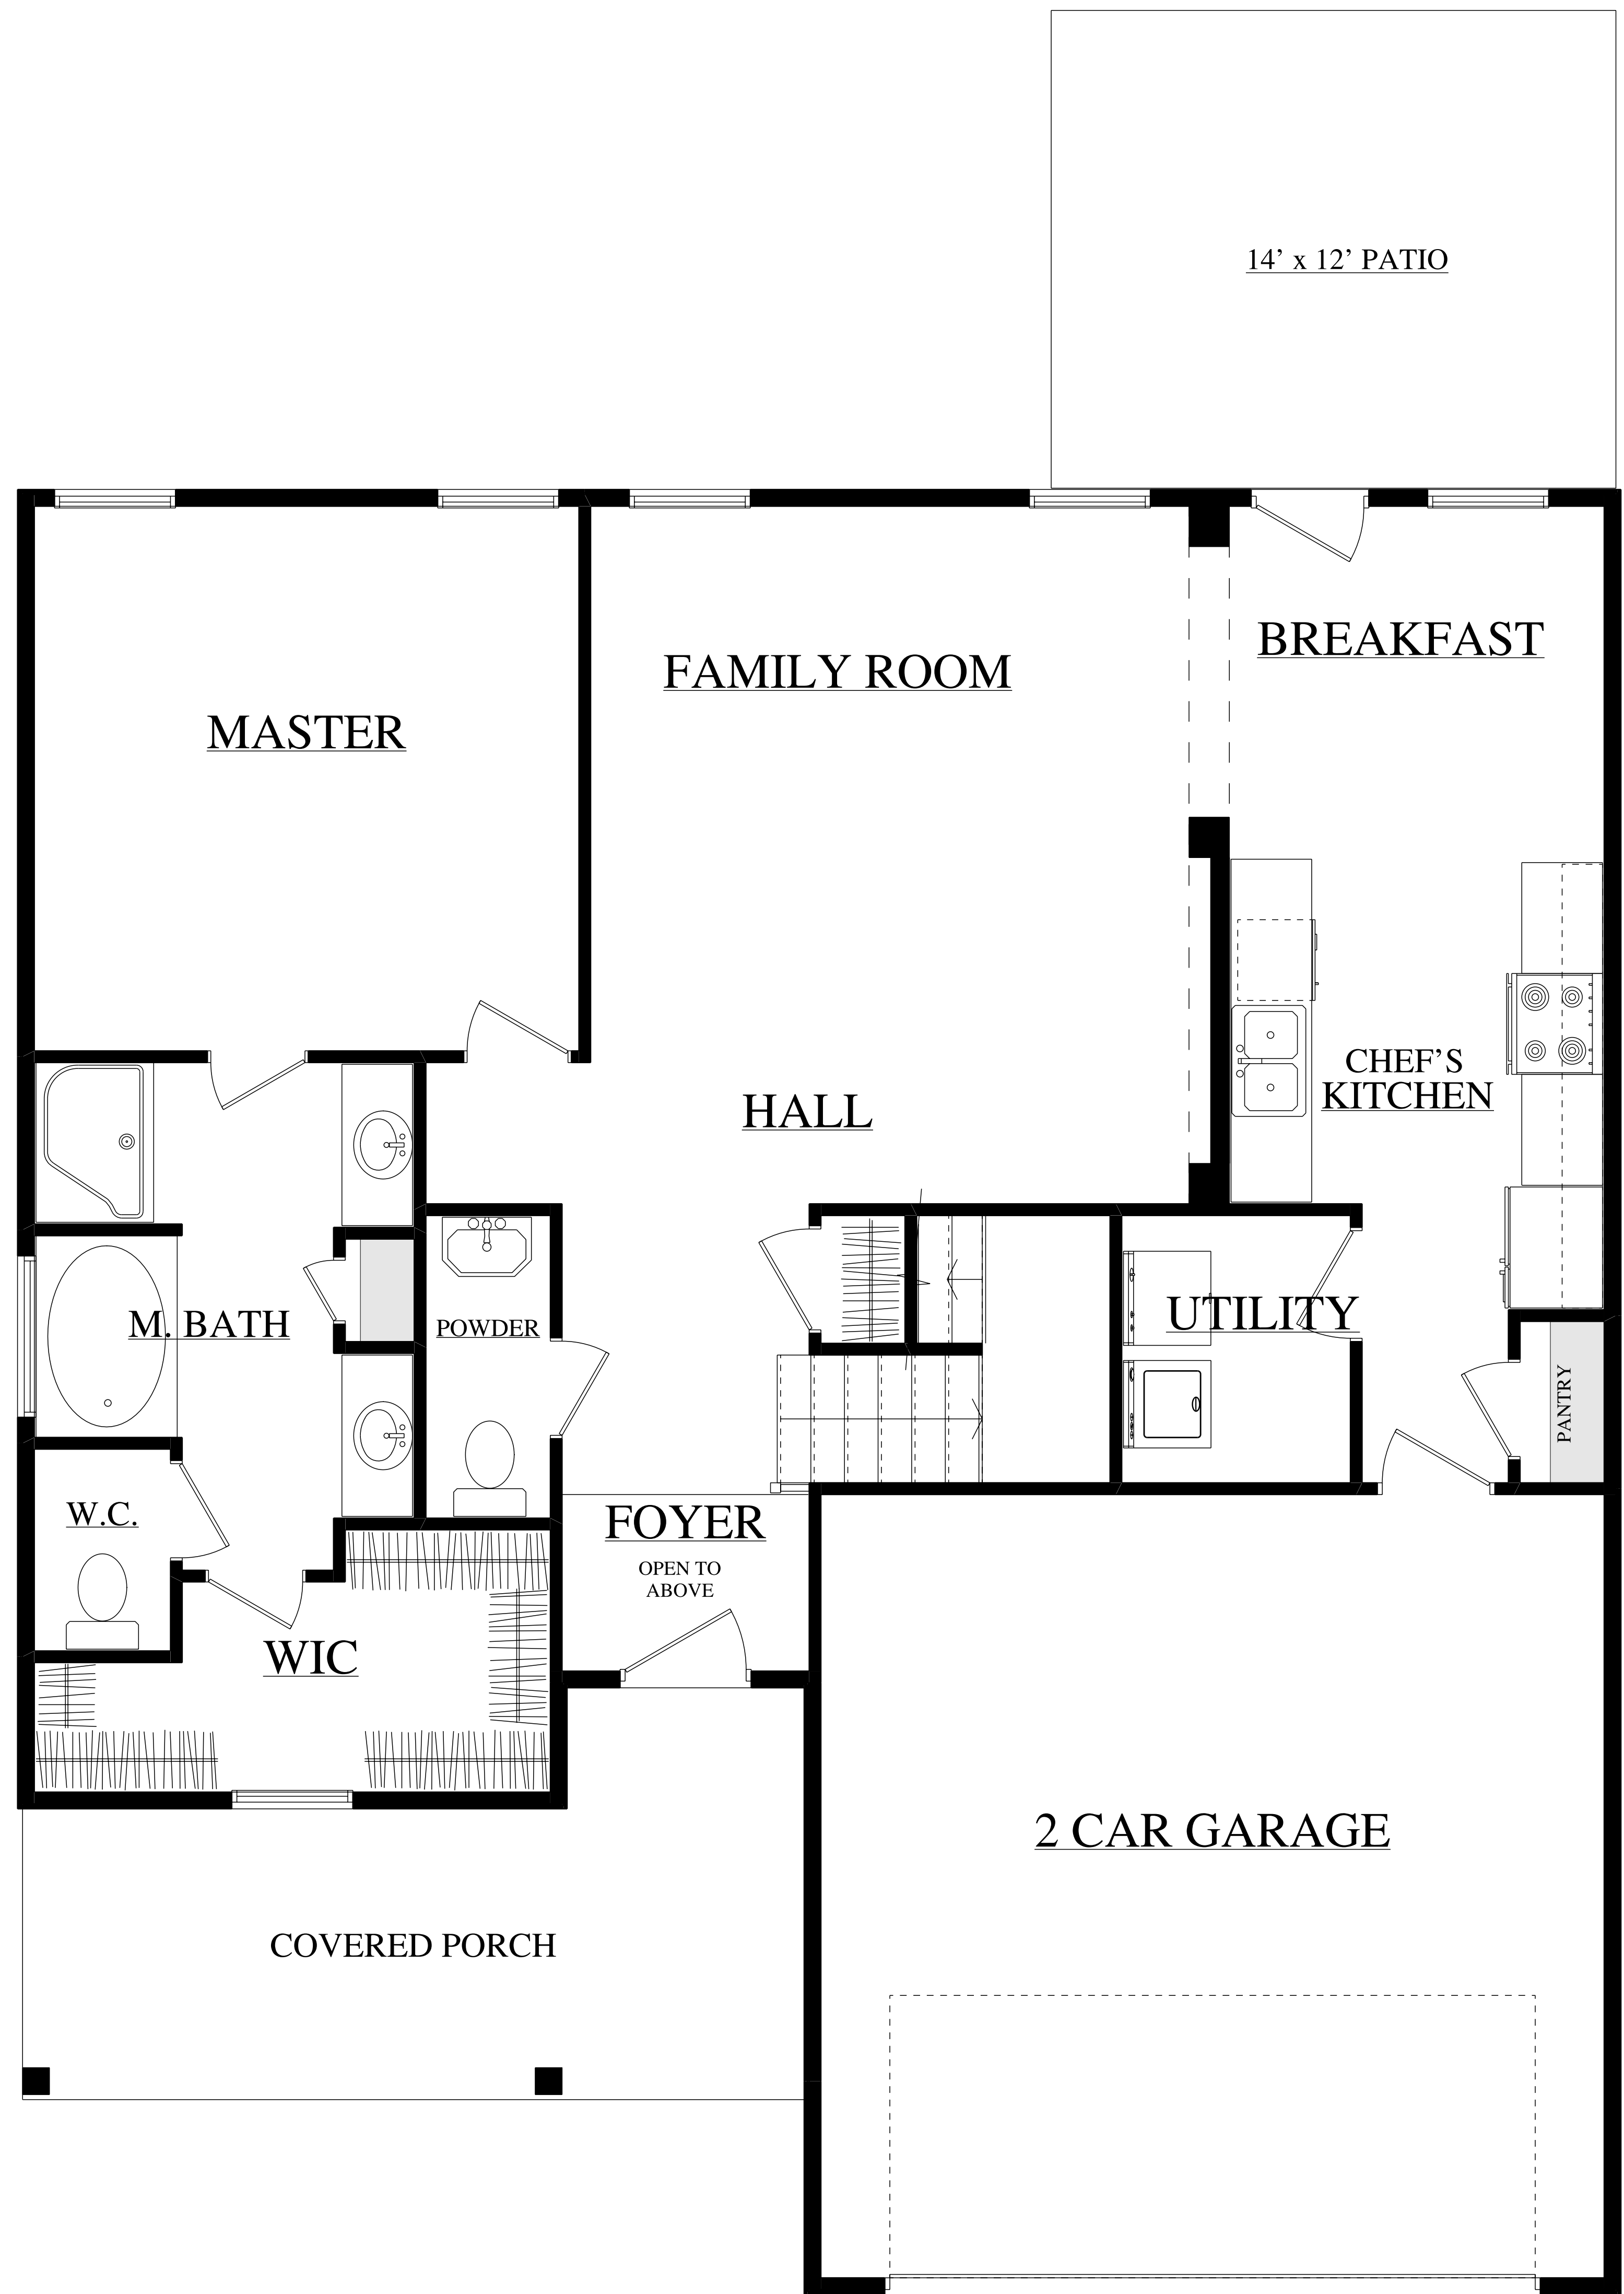 14’ x 12’ PATIO
BREAKFAST
FAMILY ROOM
MASTER
CHEF’S
KITCHEN
HALL
UTILITY
M. BATH
POWDER
PANTRY
W.C.
FOYER
OPEN TO
ABOVE
WIC
2 CAR GARAGE
COVERED PORCH